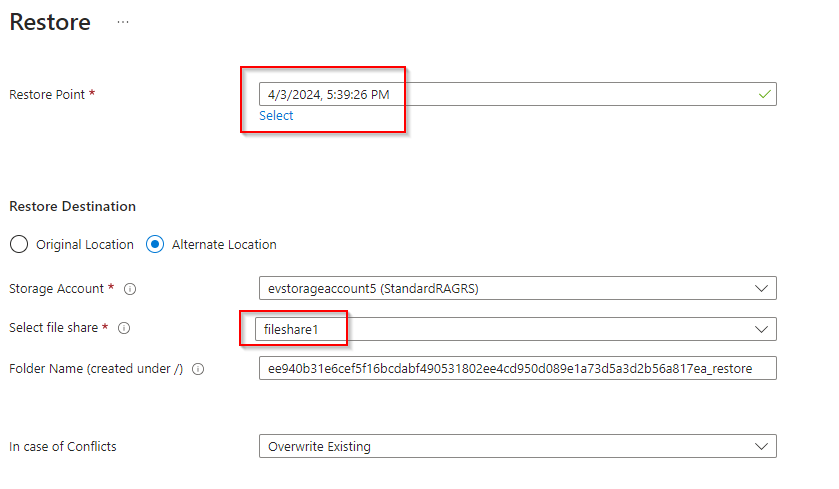 Restore ...
Restore Point *
4/3/2024, 5:39:26 PM
Select
Restore Destination
Original Location
Alternate Location
Storage Account *
evstorageaccount5 (StandardRAGRS)
Select file share *
fileshare1
Folder Name (created under /)
ee940b31e6cef5f16bcdabf490531802ee4cd950d089e1a73d5a3d2b56a817ea_restore
In case of Conflicts
Overwrite Existing